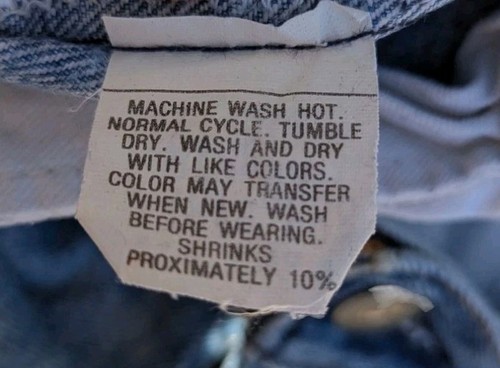 MACHINE WASH HOT.
NORMAL CYCLE. TUMBLE
DRY. WASH AND DRY
WITH LIKE COLORS.
COLOR MAY TRANSFER
WHEN NEW. WASH
BEFORE WEARING.
SHRINKS
PROXIMATELY 10%